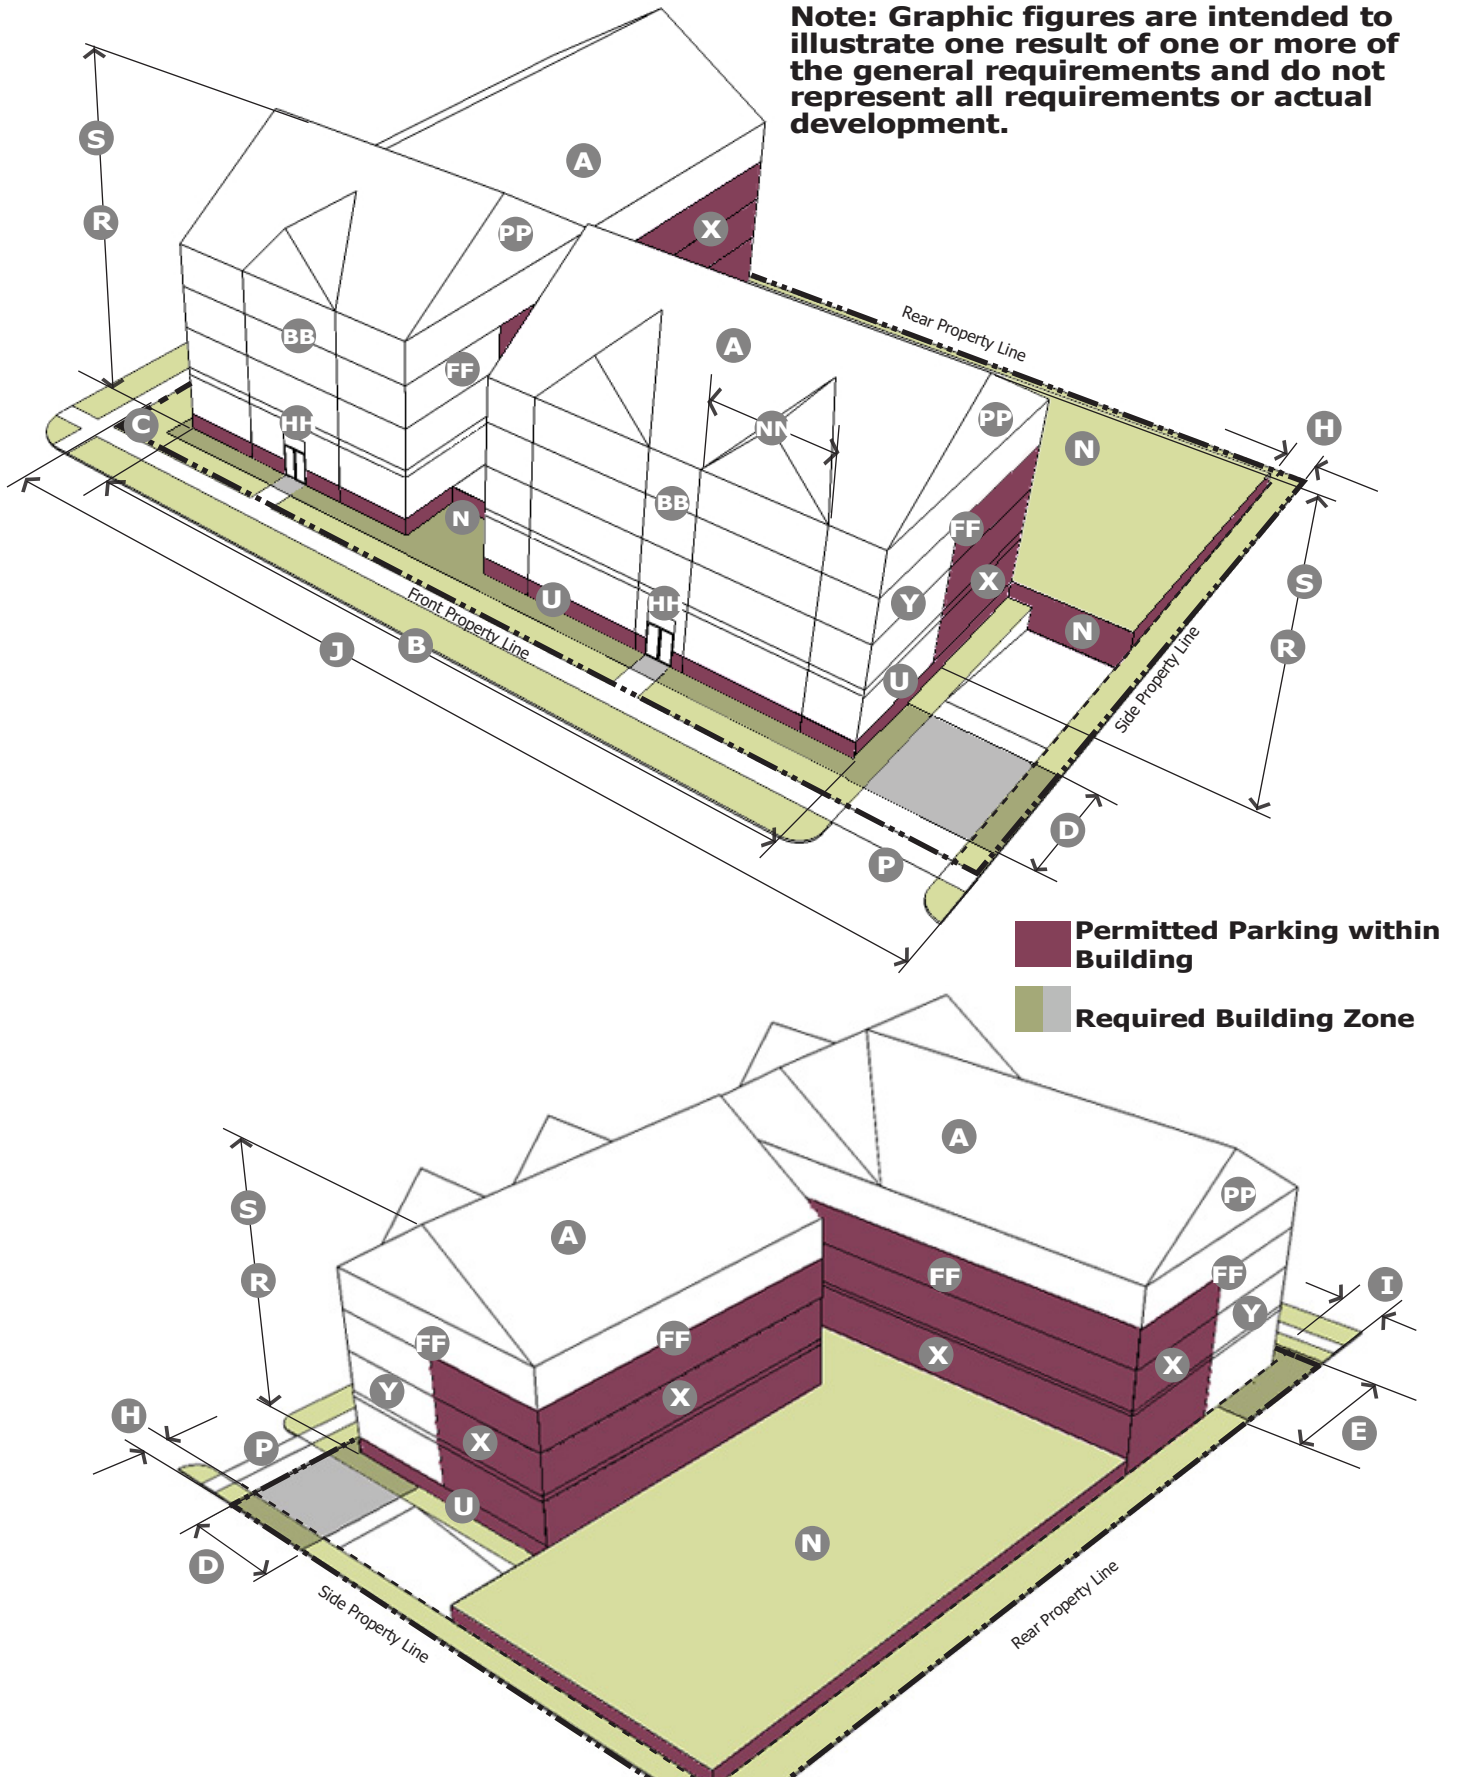 Note: Graphic figures are intended to
illustrate one result of one or more of
the general requirements and do not
represent all requirements or actual
development.
S
A
R
X
PP
Rear Property Line
BB
A
FF
PP
HH
C
NN
H
N
BB
N
FF
S
X
U
HH
Y
Front Property Line
N
R
J
B
U
Side Property Line
D
P
Permitted Parking within
Building
Required Building Zone
A
S
PP
A
R
FF
FF
I
Y
FF
FF
X
X
Y
X
H
X
E
P
U
N
D
Side Property Line
Rear Property Line